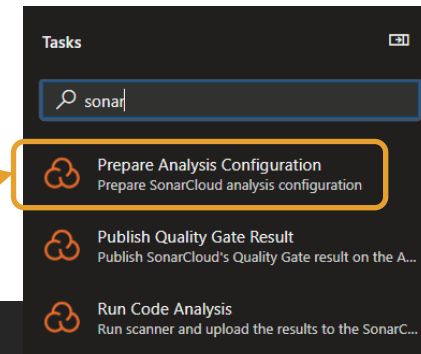 Tasks
sonar
Prepare Analysis Configuration
Prepare SonarCloud analysis configuration
Publish Quality Gate Result
Publish SonarCloud's Quality Gate result on the A...
Run Code Analysis
Run scanner and upload the results to the SonarC...